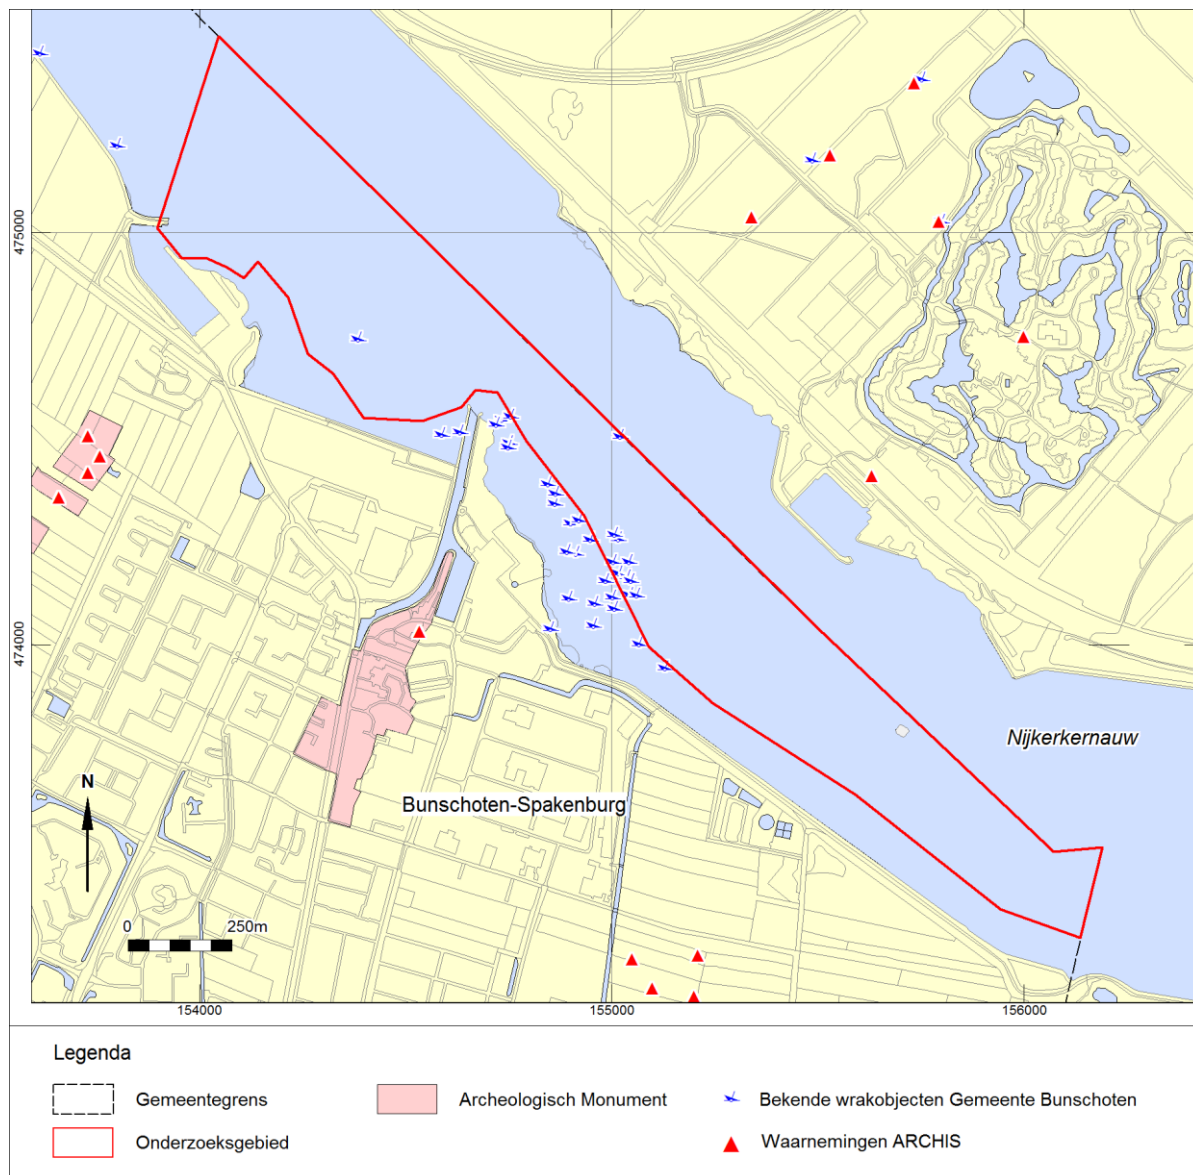 475000
474000
Nijkerkernauw
N
Bunschoten-Spakenburg
0 250m
154000 155000 156000
Legenda
Gemeentegrens
Archeologisch Monument
Bekende wrakobjecten Gemeente Bunschoten
Onderzoeksgebied
Waarnemingen ARCHIS